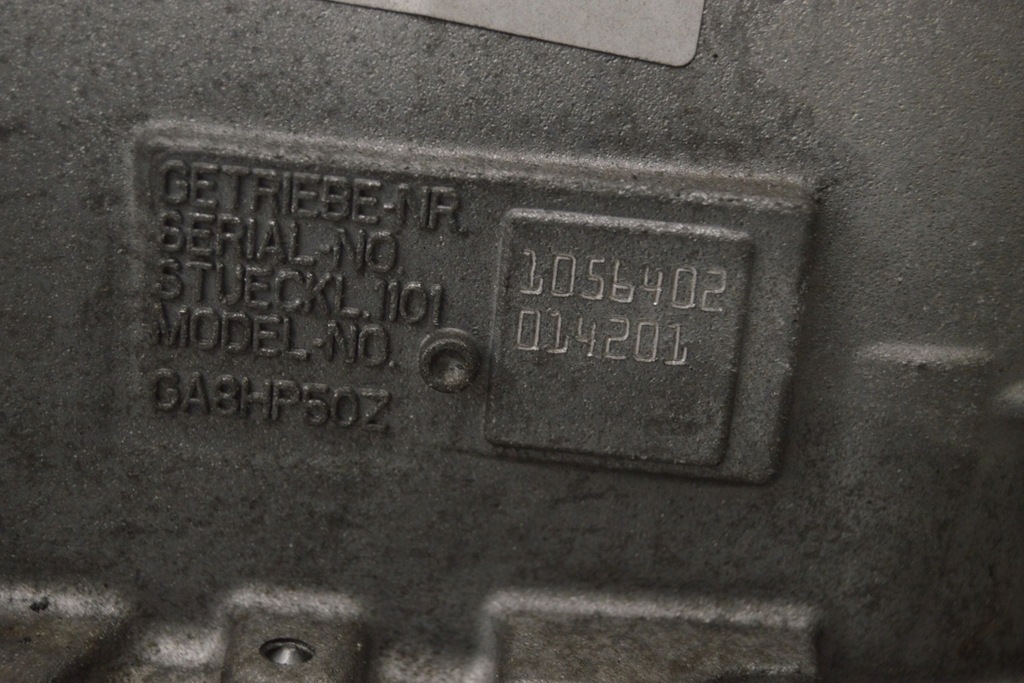 GETRIEBE-NR.
SERIAL-NO.
STUECKL.1101
MODEL-NO.
GA8HP50Z
1056402
014201